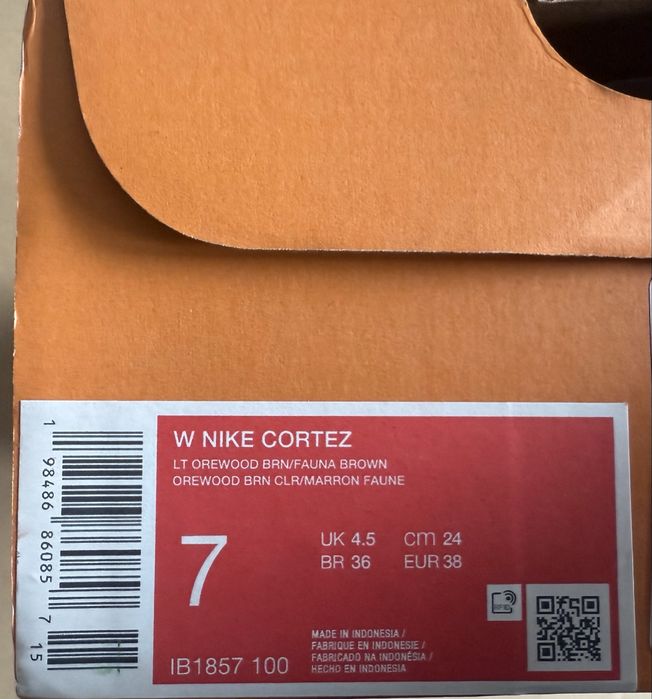 W NIKE CORTEZ
LT OREWOOD BRN/FAUNA BROWN
OREWOOD BRN CLR/MARRON FAUNE
7
UK 4.5 cm 24
BR 36 EUR 38
RFID
MADE IN INDONESIA /
FABRIQUE EN INDONESIE /
FABRICADO NA INDONÉSIA /
HECHO EN INDONESIA
IB1857 100
1 98486 86085 7 15